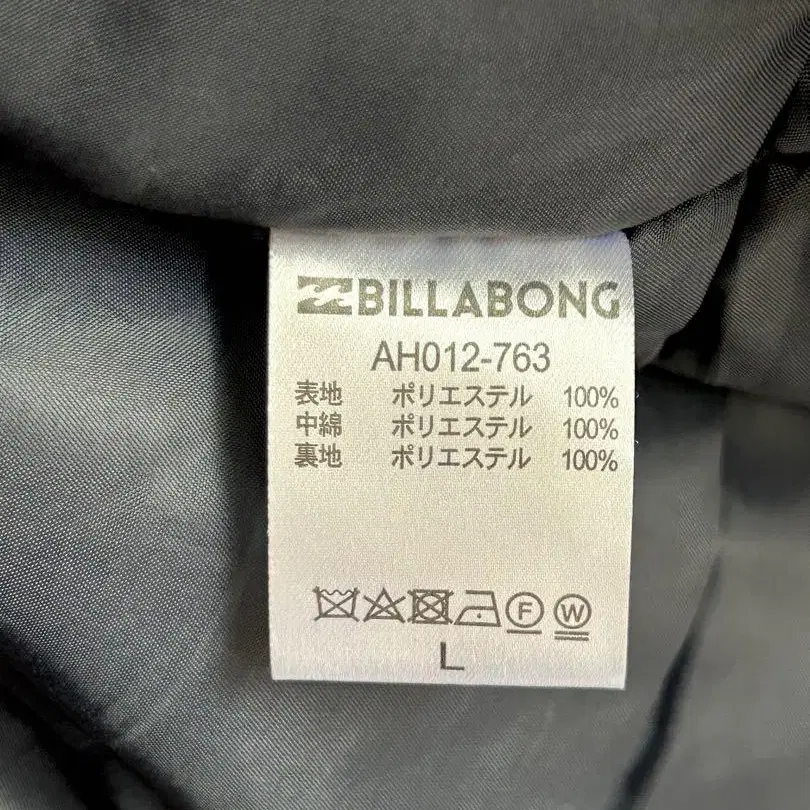 BILLABONG
AH012-763
表地 ポリエステル 100%
中綿 ポリエステル 100%
裏地 ポリエステル 100%
F W
L